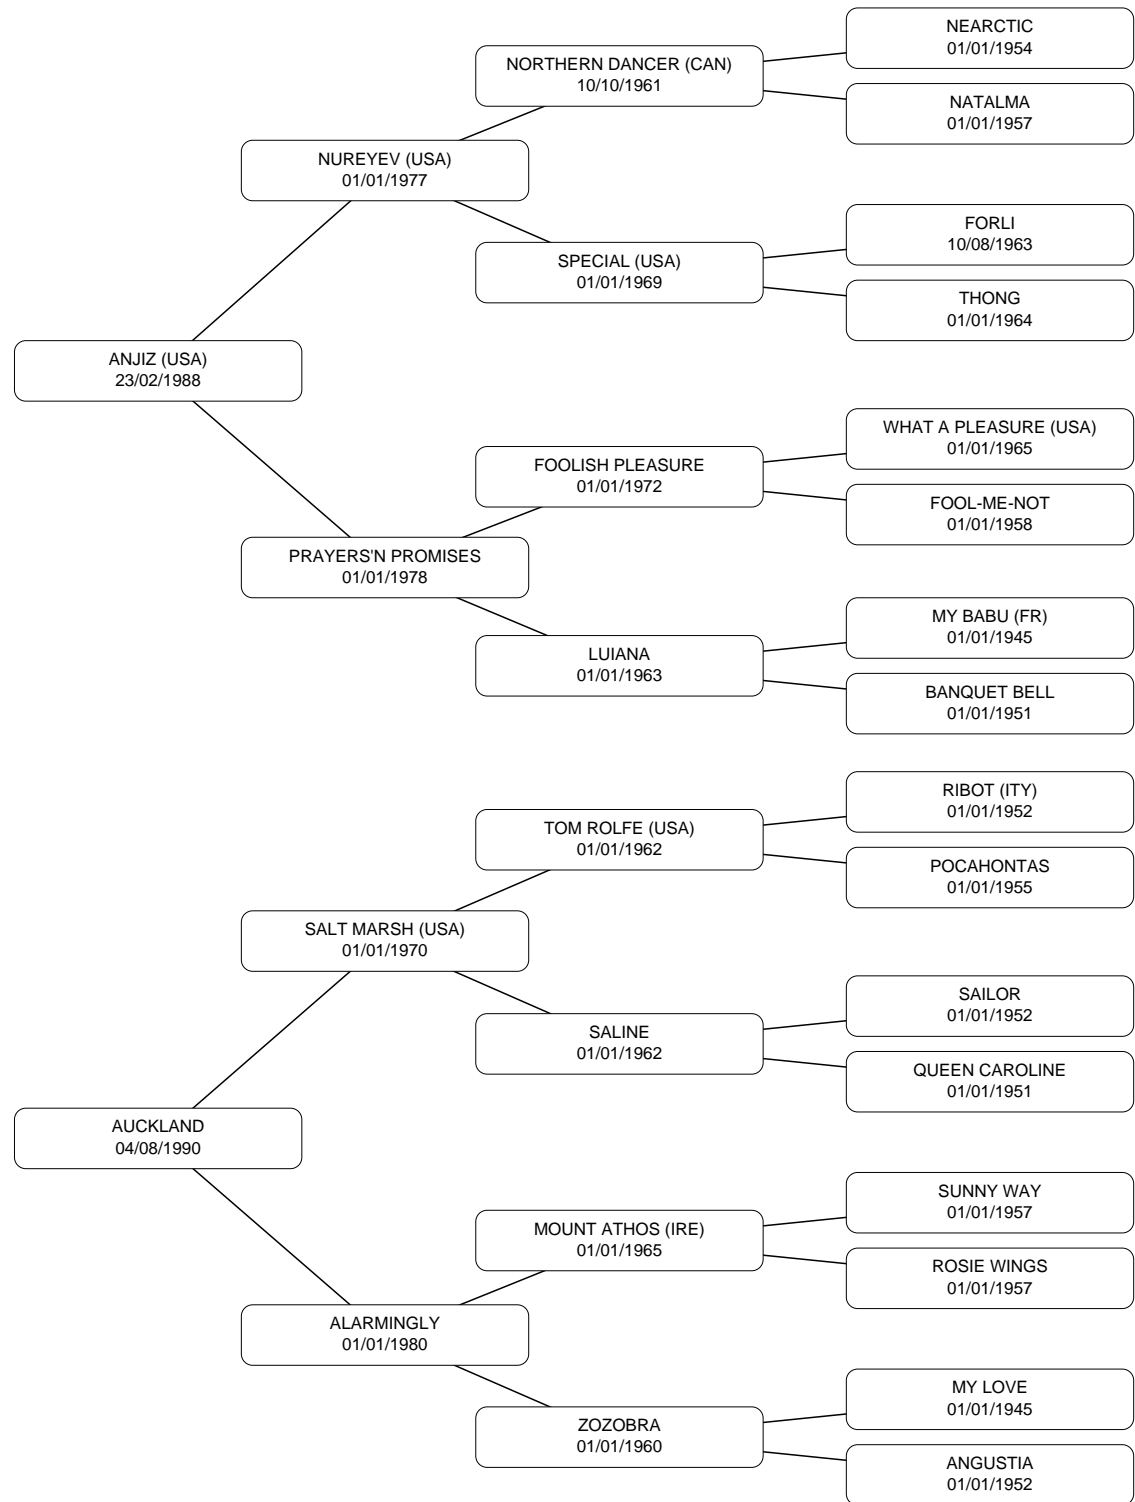 NEARCTIC
01/01/1954
NORTHERN DANCER (CAN)
10/10/1961
NATALMA
01/01/1957
NUREYEV (USA)
01/01/1977
FORLI
10/08/1963
SPECIAL (USA)
01/01/1969
THONG
01/01/1964
ANJIZ (USA)
23/02/1988
WHAT A PLEASURE (USA)
01/01/1965
FOOLISH PLEASURE
01/01/1972
FOOL-ME-NOT
01/01/1958
PRAYERS'N PROMISES
01/01/1978
MY BABU (FR)
01/01/1945
LUIANA
01/01/1963
BANQUET BELL
01/01/1951
RIBOT (ITY)
01/01/1952
TOM ROLFE (USA)
01/01/1962
POCAHONTAS
01/01/1955
SALT MARSH (USA)
01/01/1970
SAILOR
01/01/1952
SALINE
01/01/1962
QUEEN CAROLINE
01/01/1951
AUCKLAND
04/08/1990
SUNNY WAY
01/01/1957
MOUNT ATHOS (IRE)
01/01/1965
ROSIE WINGS
01/01/1957
ALARMINGLY
01/01/1980
MY LOVE
01/01/1945
ZOZOBRA
01/01/1960
ANGUSTIA
01/01/1952